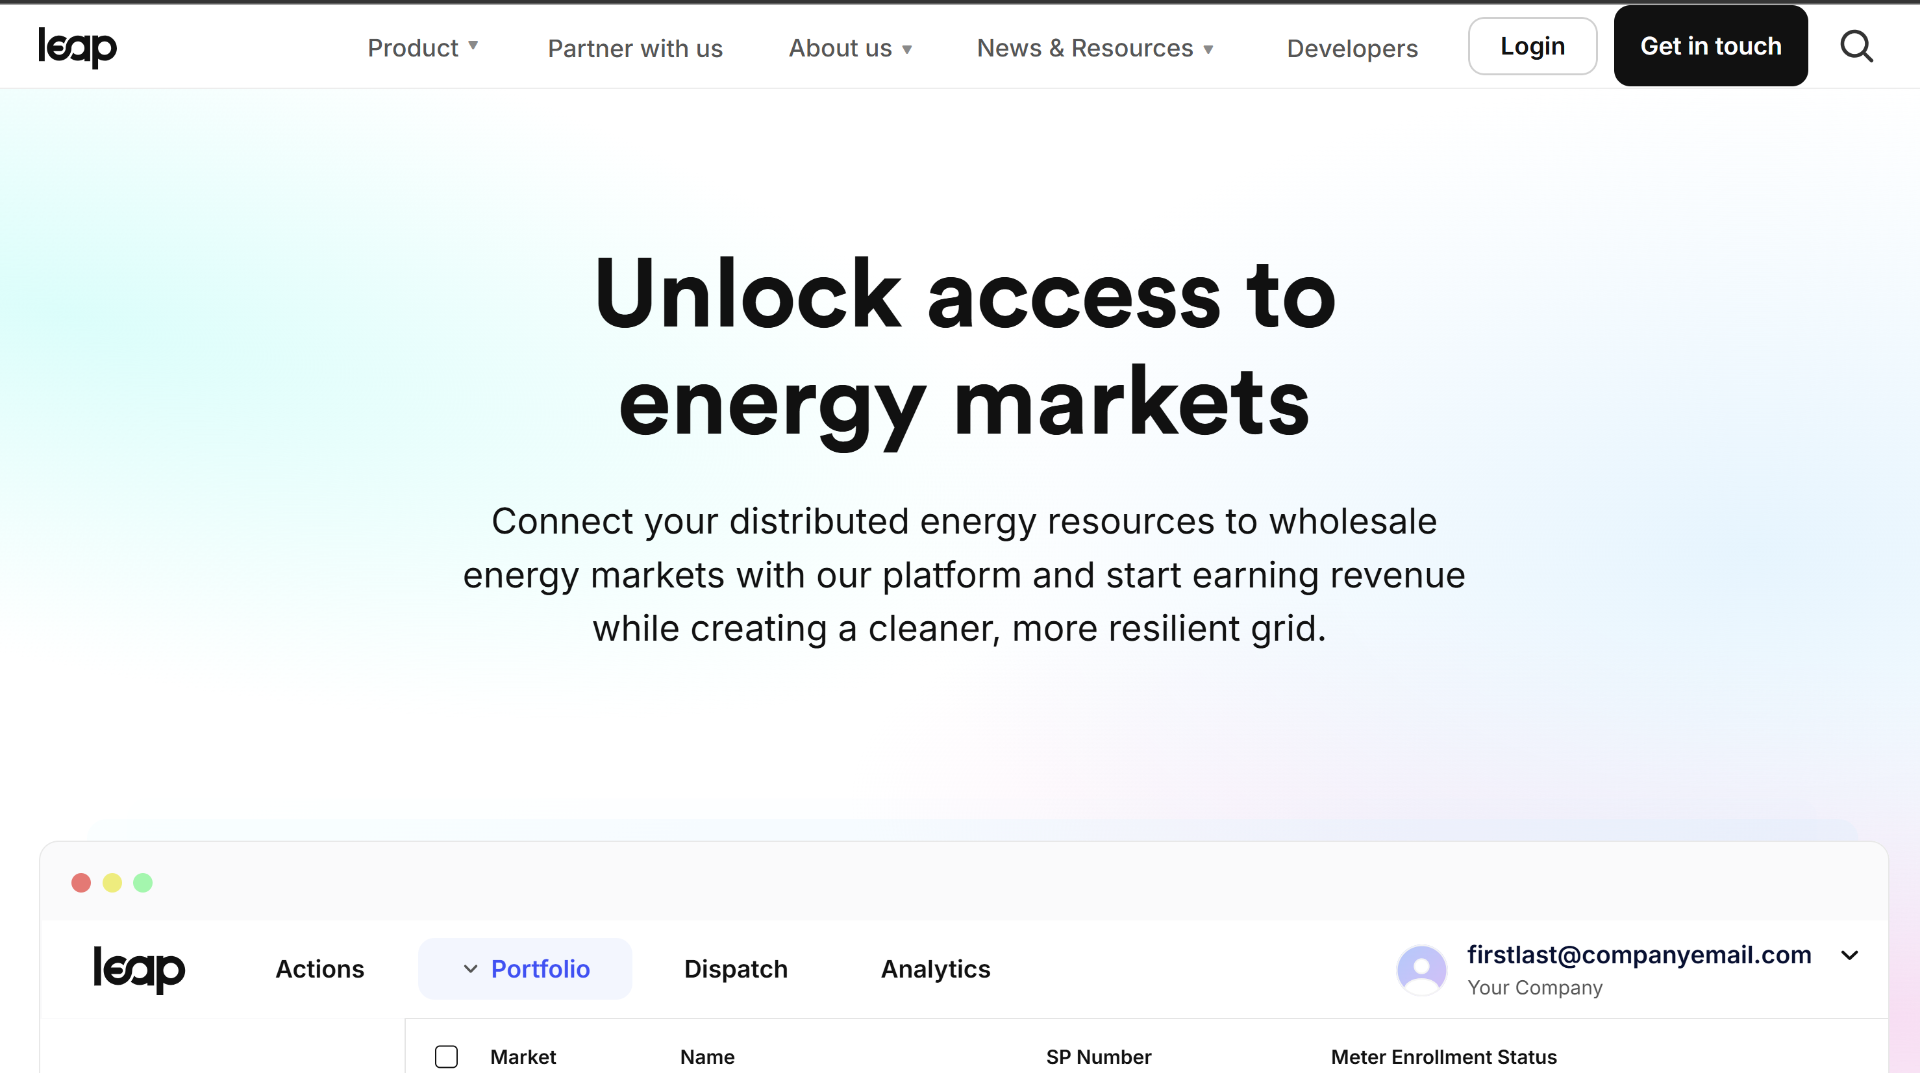 leap
Product ▼
Partner with us
About us ▼
News & Resources ▼
Developers
Login
Get in touch
Unlock access to
energy markets
Connect your distributed energy resources to wholesale
energy markets with our platform and start earning revenue
while creating a cleaner, more resilient grid.
leap
Actions
Portfolio
Dispatch
Analytics
firstlast@companyemail.com
Your Company
Market
Name
SP Number
Meter Enrollment Status